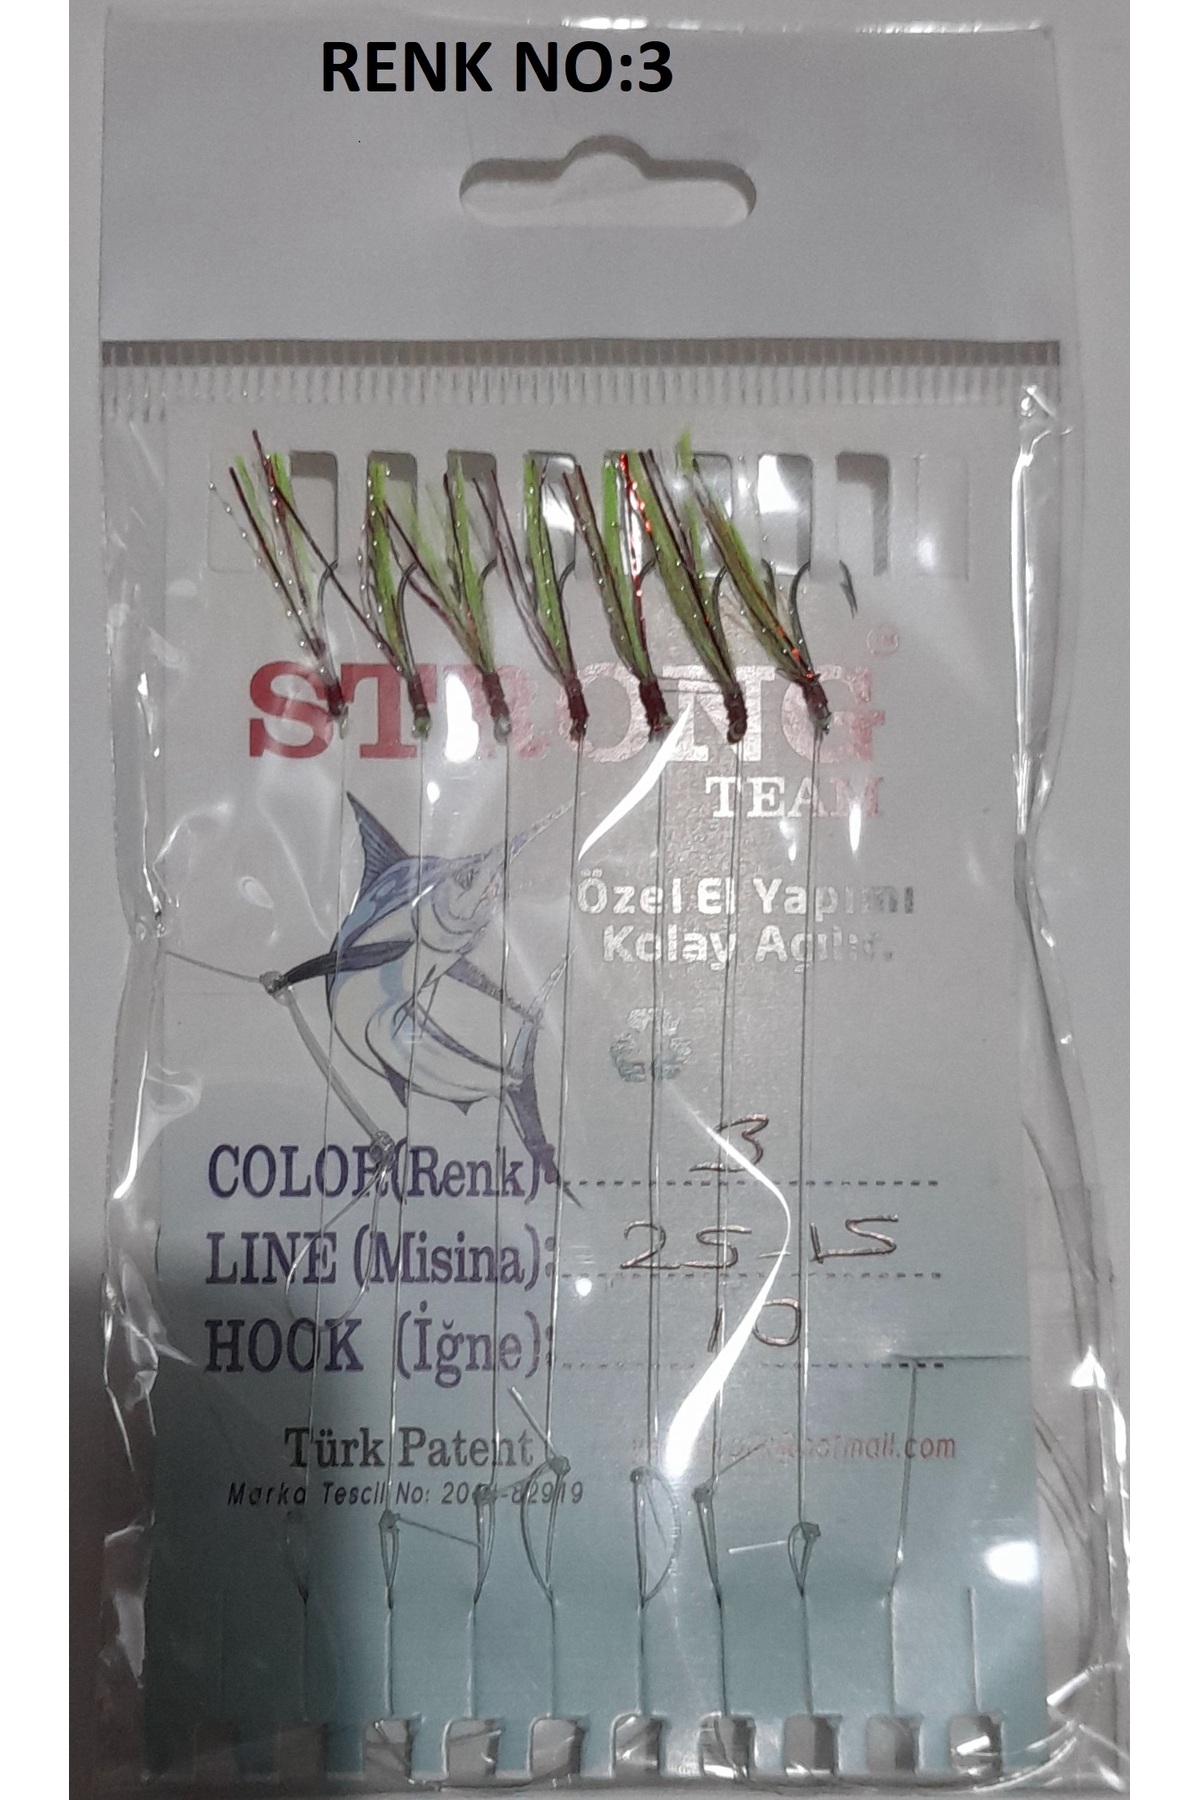 RENK NO:3
STRONG
TEAM
Özel El Yapımı
Kolay Açılır.
COLOR(Renk): 3
LINE (Misina): 25-15
HOOK (İğne): 10
Türk Patent
Marka Tescil No: